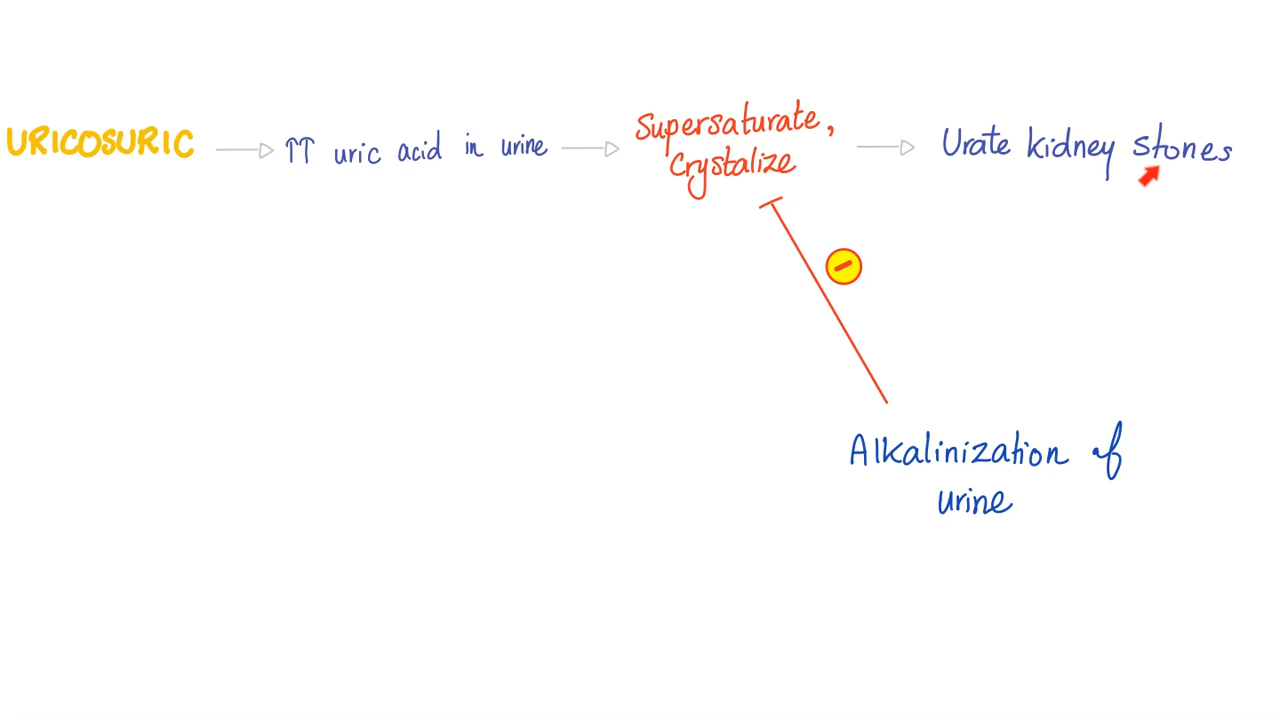 URICOSURIC → ↑↑ uric acid in urine → Supersaturate, → Urate kidney stones
Crystalize
−
Alkalinization of
urine